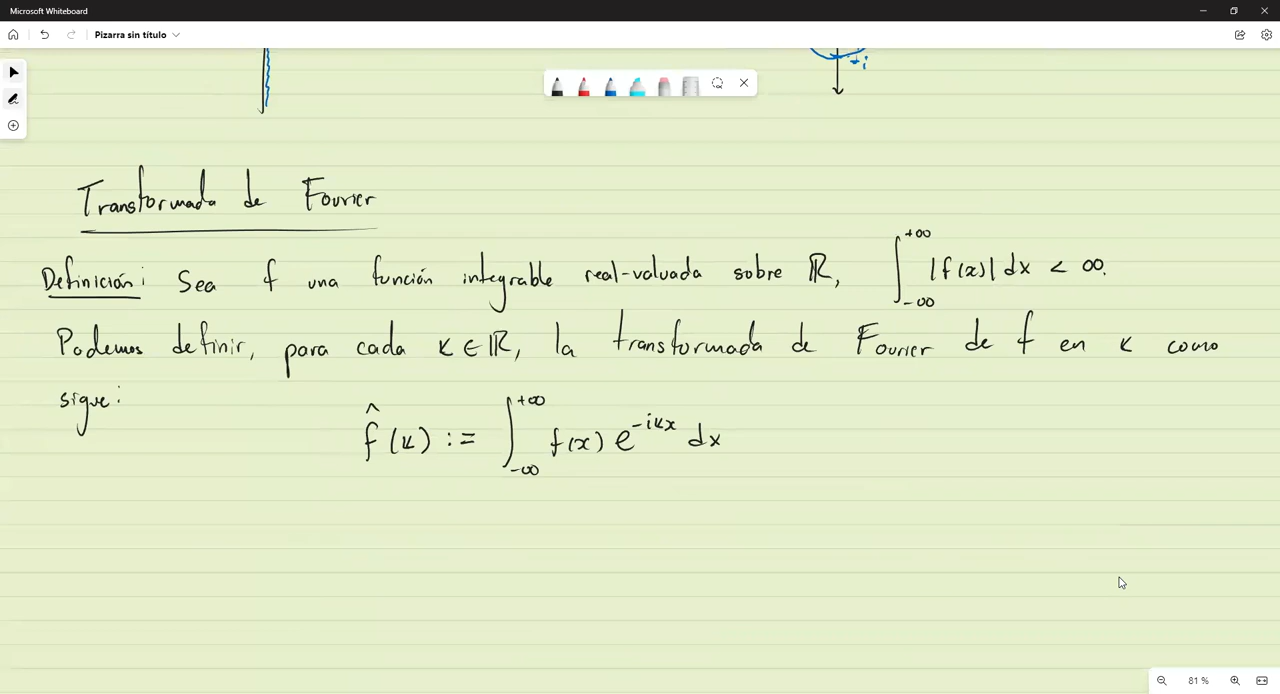 Microsoft Whiteboard
Pizarra sin título
+i
Transformada de Fourier
Definición: Sea f una función integrable real-valuada sobre ℝ, ∫_{-∞}^{+∞} |f(x)| dx < ∞.
Podemos definir, para cada κ ∈ ℝ, la transformada de Fourier de f en κ como
sigue:
f̂(κ) := ∫_{-∞}^{+∞} f(x) e^{-iκx} dx
81 %